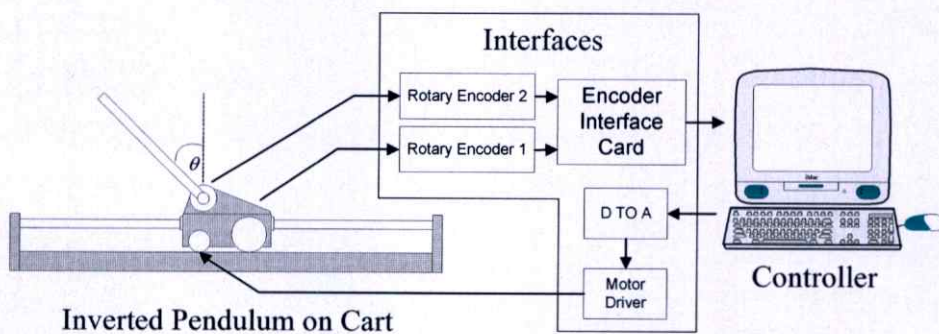 Interfaces
Rotary Encoder 2
Rotary Encoder 1
Encoder
Interface
Card
θ
D TO A
Motor
Driver
Controller
Inverted Pendulum on Cart